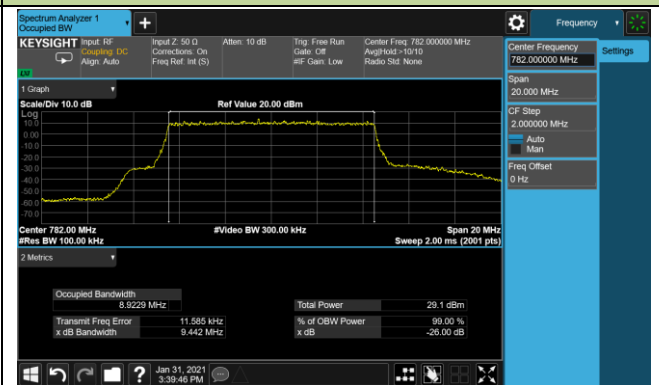 Spectrum Analyzer 1
Occupied BW
+
Frequency
KEYSIGHT
Input: RF
Coupling: DC
Align: Auto
Input Z: 50 Ω
Corrections: On
Freq Ref: Int (S)
Atten: 10 dB
Trig: Free Run
Gate: Off
#IF Gain: Low
Center Freq: 782.000000 MHz
Avg|Hold:>10/10
Radio Std: None
Center Frequency
782.000000 MHz
Settings
Span
20.000 MHz
CF Step
2.000000 MHz
Auto
Man
Freq Offset
0 Hz
1 Graph
Scale/Div 10.0 dB
Ref Value 20.00 dBm
Log
10.0
0.00
-10.0
-20.0
-30.0
-40.0
-50.0
-60.0
-70.0
Center 782.00 MHz
#Video BW 300.00 kHz
Span 20 MHz
#Res BW 100.00 kHz
Sweep 2.00 ms (2001 pts)
2 Metrics
Occupied Bandwidth
8.9229 MHz
Total Power
29.1 dBm
Transmit Freq Error
11.585 kHz
% of OBW Power
99.00 %
x dB Bandwidth
9.442 MHz
x dB
-26.00 dB
?
Jan 31, 2021
3:39:46 PM